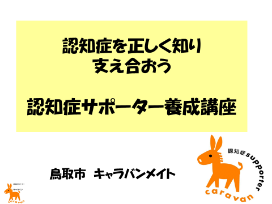 認知症を正しく知り
支え合おう
認知症サポーター養成講座
鳥取市 キャラバンメイト
認知症supporter
caravan